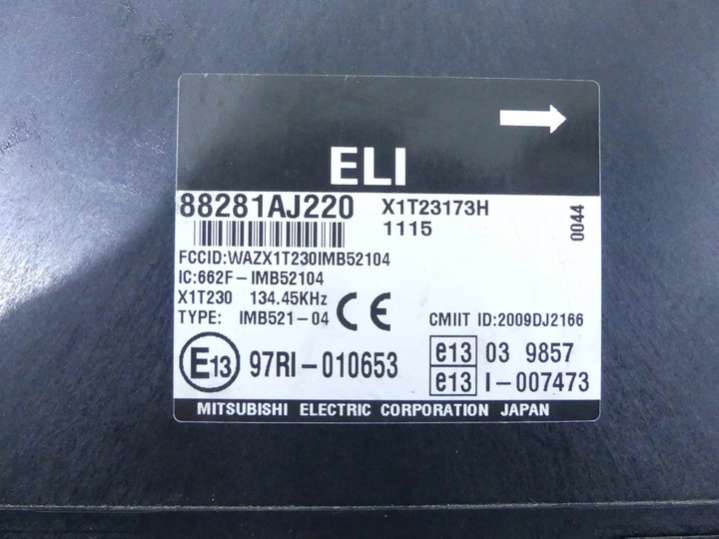 ELI
88281AJ220 X1T23173H
1115
0044
FCCID:WAZX1T230IMB52104
IC:662F-IMB52104
X1T230 134.45KHz
TYPE: IMB521-04 CE CMIIT ID:2009DJ2166
E13 97RI-010653 e13 03 9857
e13 I-007473
MITSUBISHI ELECTRIC CORPORATION JAPAN